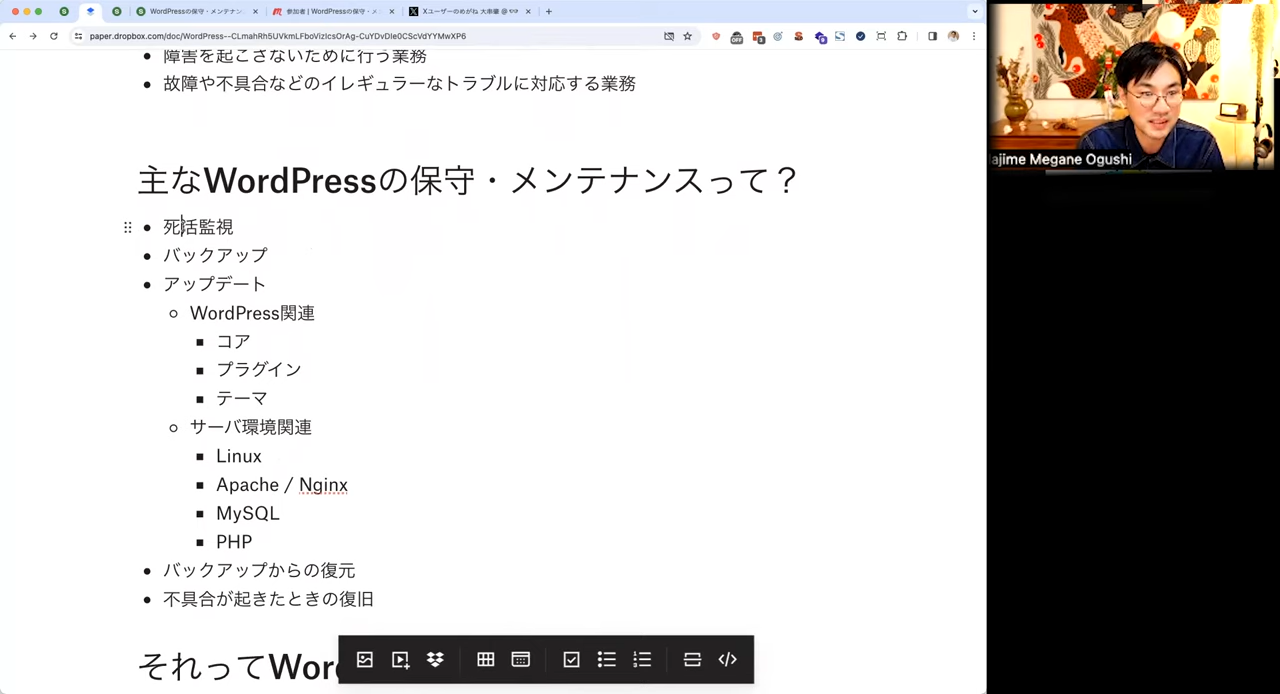 WordPressの保守・メンテナン
参加者 | WordPressの保守・メ
Xユーザーのめがね 大串肇 @
paper.dropbox.com/doc/WordPress--CLmahRh5UVkmLFboVizlcsOrAg-CuYDvDIe0CScVdYYMwXP6
障害を起こさないために行う業務
故障や不具合などのイレギュラーなトラブルに対応する業務
ajime Megane Ogushi
主なWordPressの保守・メンテナンスって？
死活監視
バックアップ
アップデート
WordPress関連
コア
プラグイン
テーマ
サーバ環境関連
Linux
Apache / Nginx
MySQL
PHP
バックアップからの復元
不具合が起きたときの復旧
それってWor